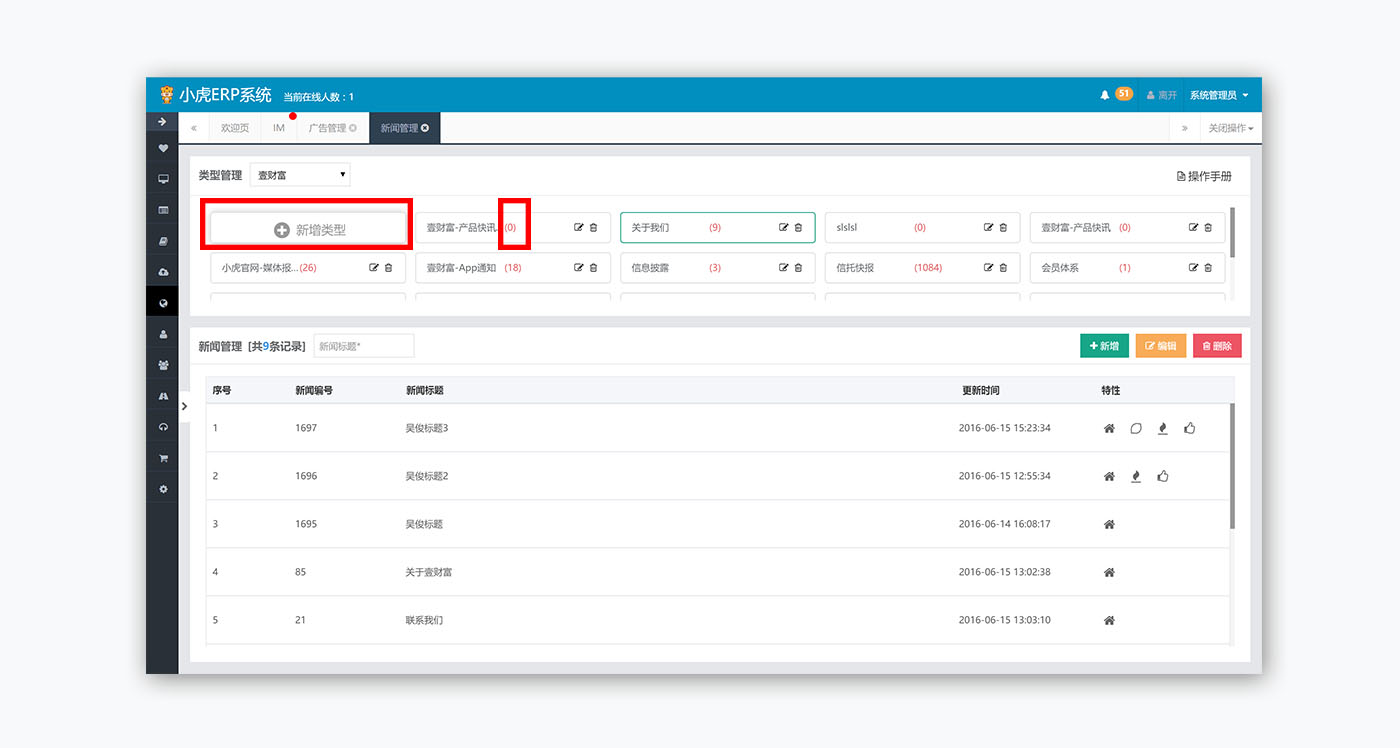 小虎ERP系统 当前在线人数：1 51 离开 系统管理员
« 欢迎页 IM 广告管理 新闻管理 » 关闭操作
类型管理 壹财富 操作手册
新增类型 壹财富-产品快讯 (0) 关于我们 (9) slslsl (0) 壹财富-产品快讯 (0)
小虎官网-媒体报... (26) 壹财富-App通知 (18) 信息披露 (3) 信托快报 (1084) 会员体系 (1)
新闻管理 [共9条记录] 新闻标题* 新增 编辑 删除
序号 新闻编号 新闻标题 更新时间 特性
1 1697 吴俊标题3 2016-06-15 15:23:34
2 1696 吴俊标题2 2016-06-15 12:55:34
3 1695 吴俊标题 2016-06-14 16:08:17
4 85 关于壹财富 2016-06-15 13:02:38
5 21 联系我们 2016-06-15 13:03:10